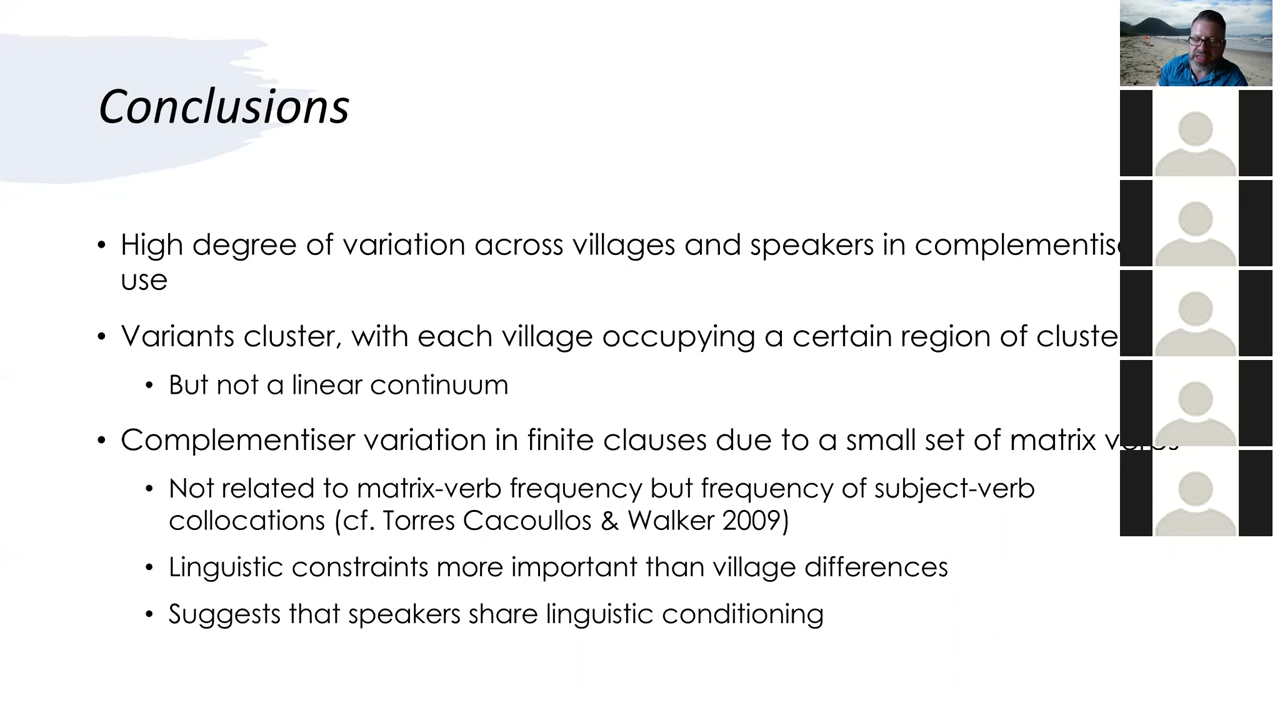 Conclusions
• High degree of variation across villages and speakers in
use
• Variants cluster, with each village occupying a certain region of
• But not a linear continuum
• Complementiser variation in finite clauses due to a small set of matrix
• Not related to matrix-verb frequency but frequency of subject-verb
collocations (cf. Torres Cacoullos & Walker 2009)
• Linguistic constraints more important than village differences
• Suggests that speakers share linguistic conditioning